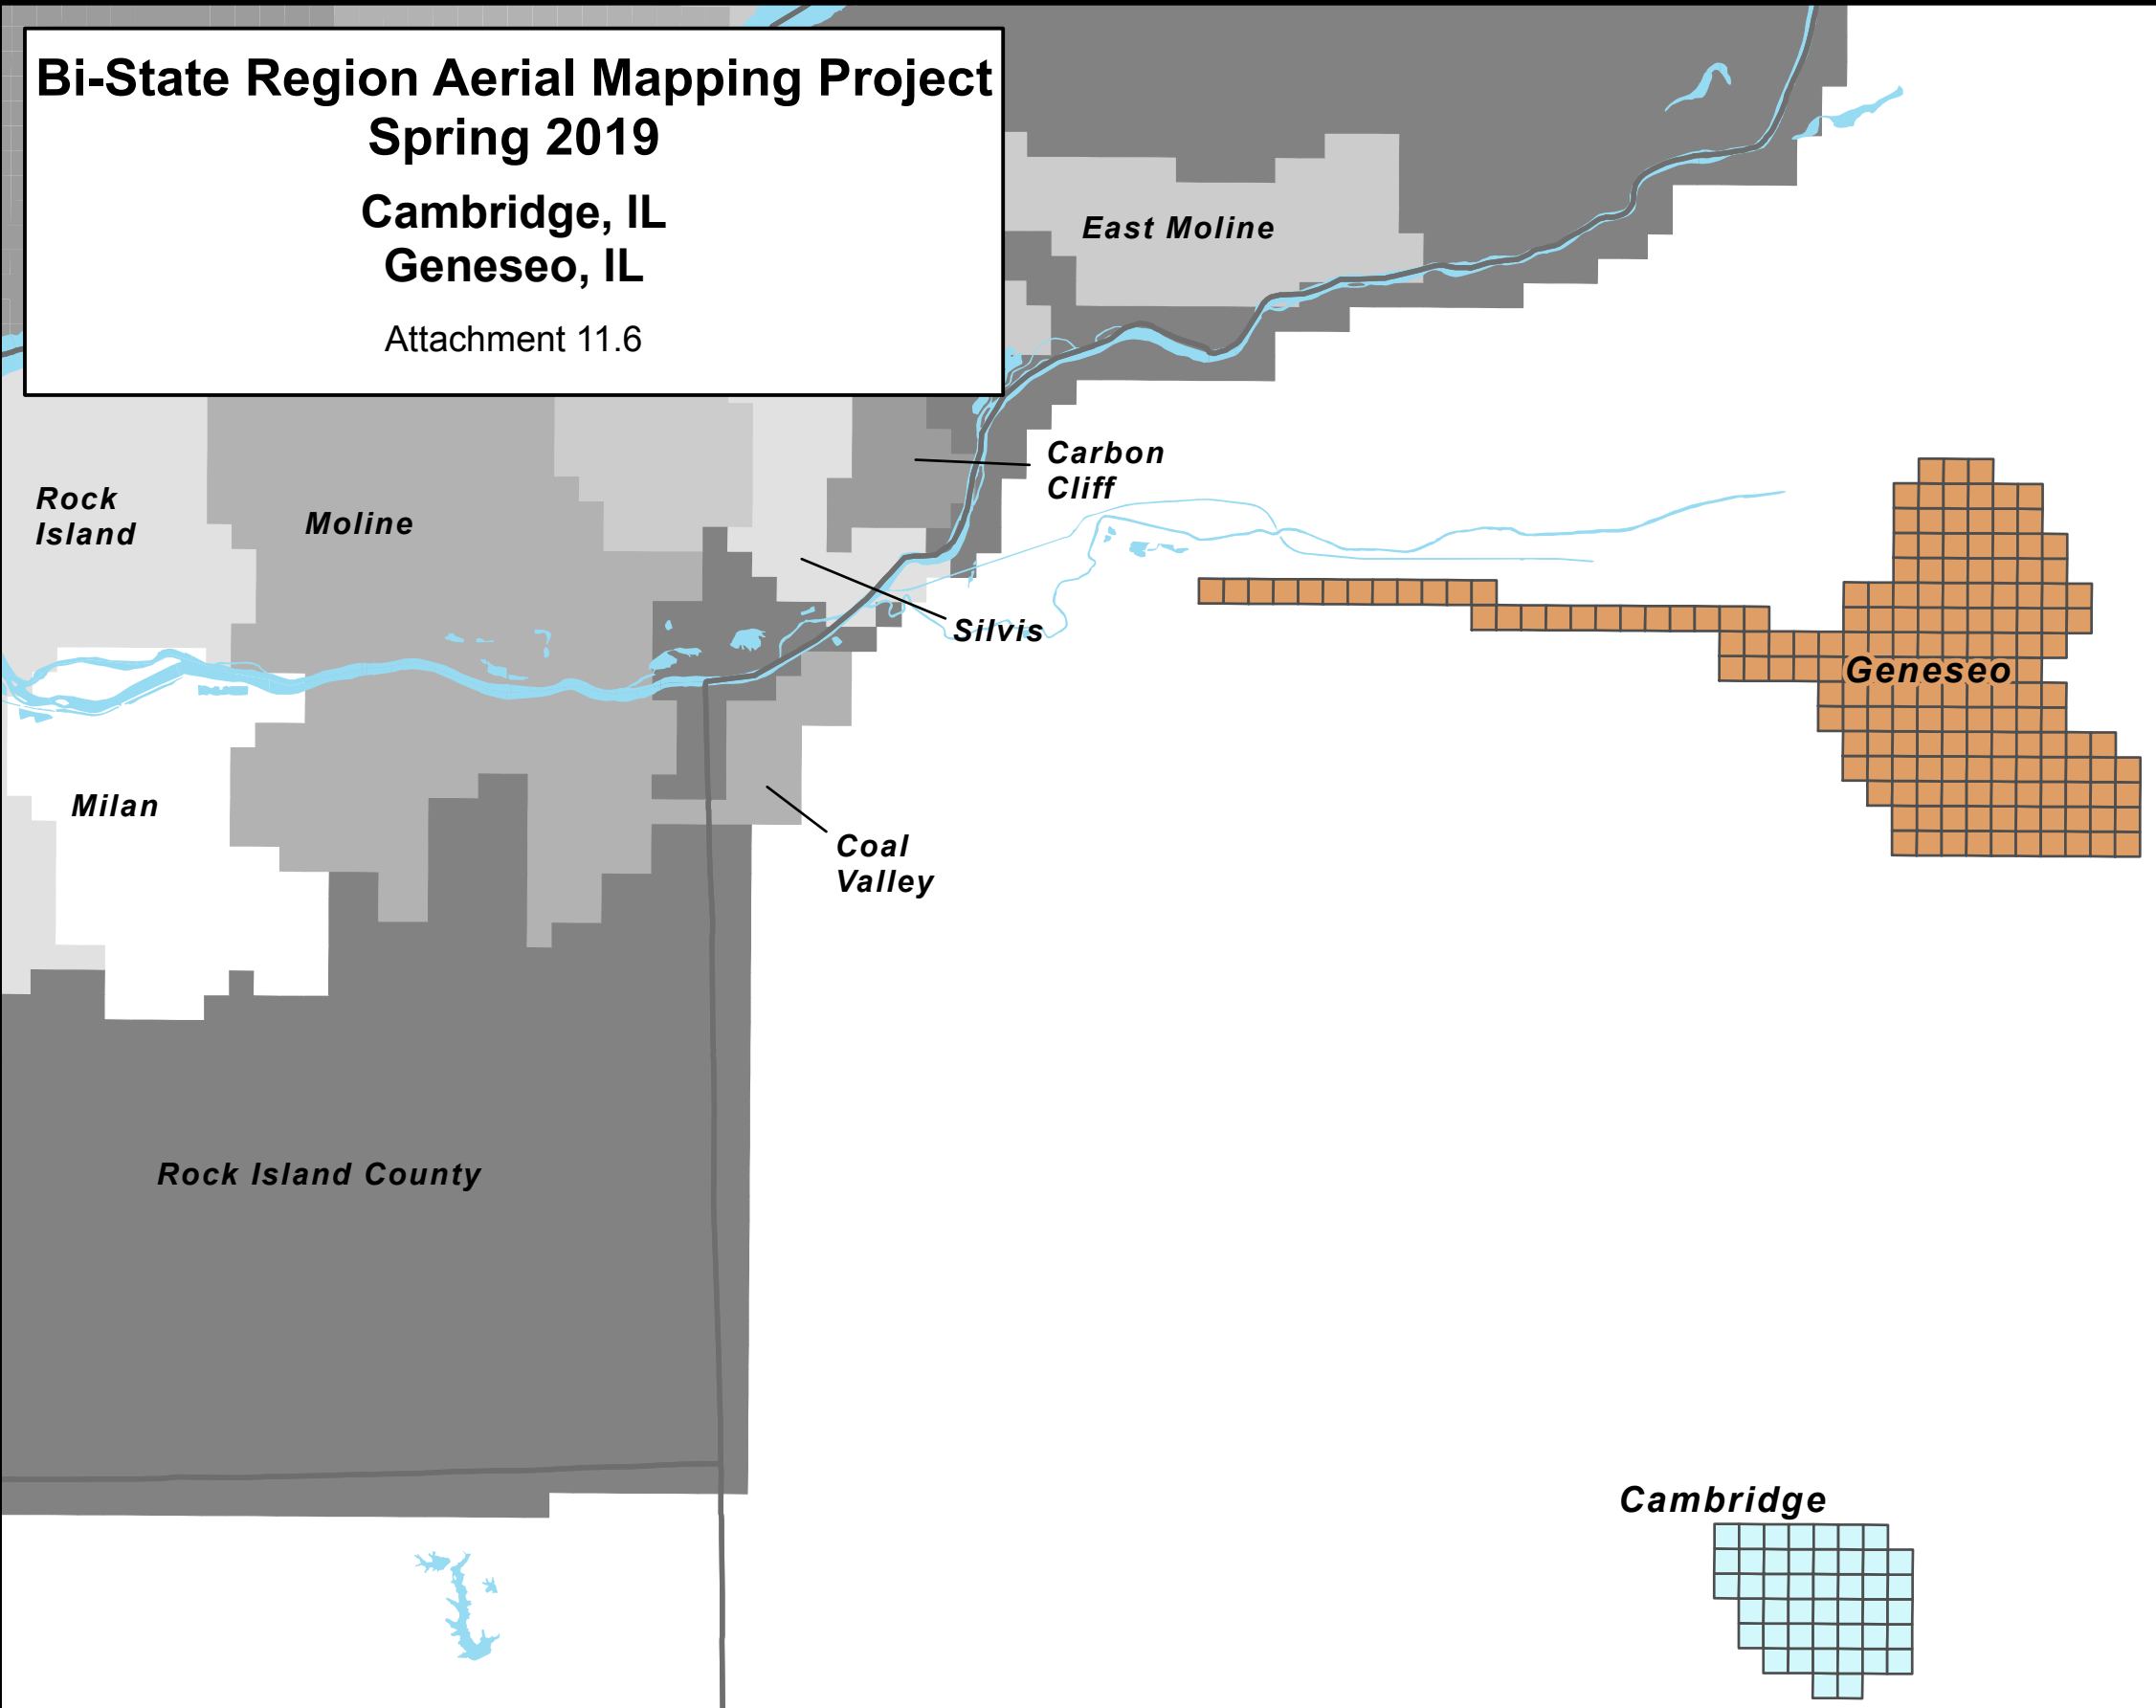 Bi-State Region Aerial Mapping Project
Spring 2019
Cambridge, IL
Geneseo, IL
Attachment 11.6
East Moline
Carbon
Cliff
Rock
Island
Moline
Silvis
Geneseo
Milan
Coal
Valley
Rock Island County
Cambridge